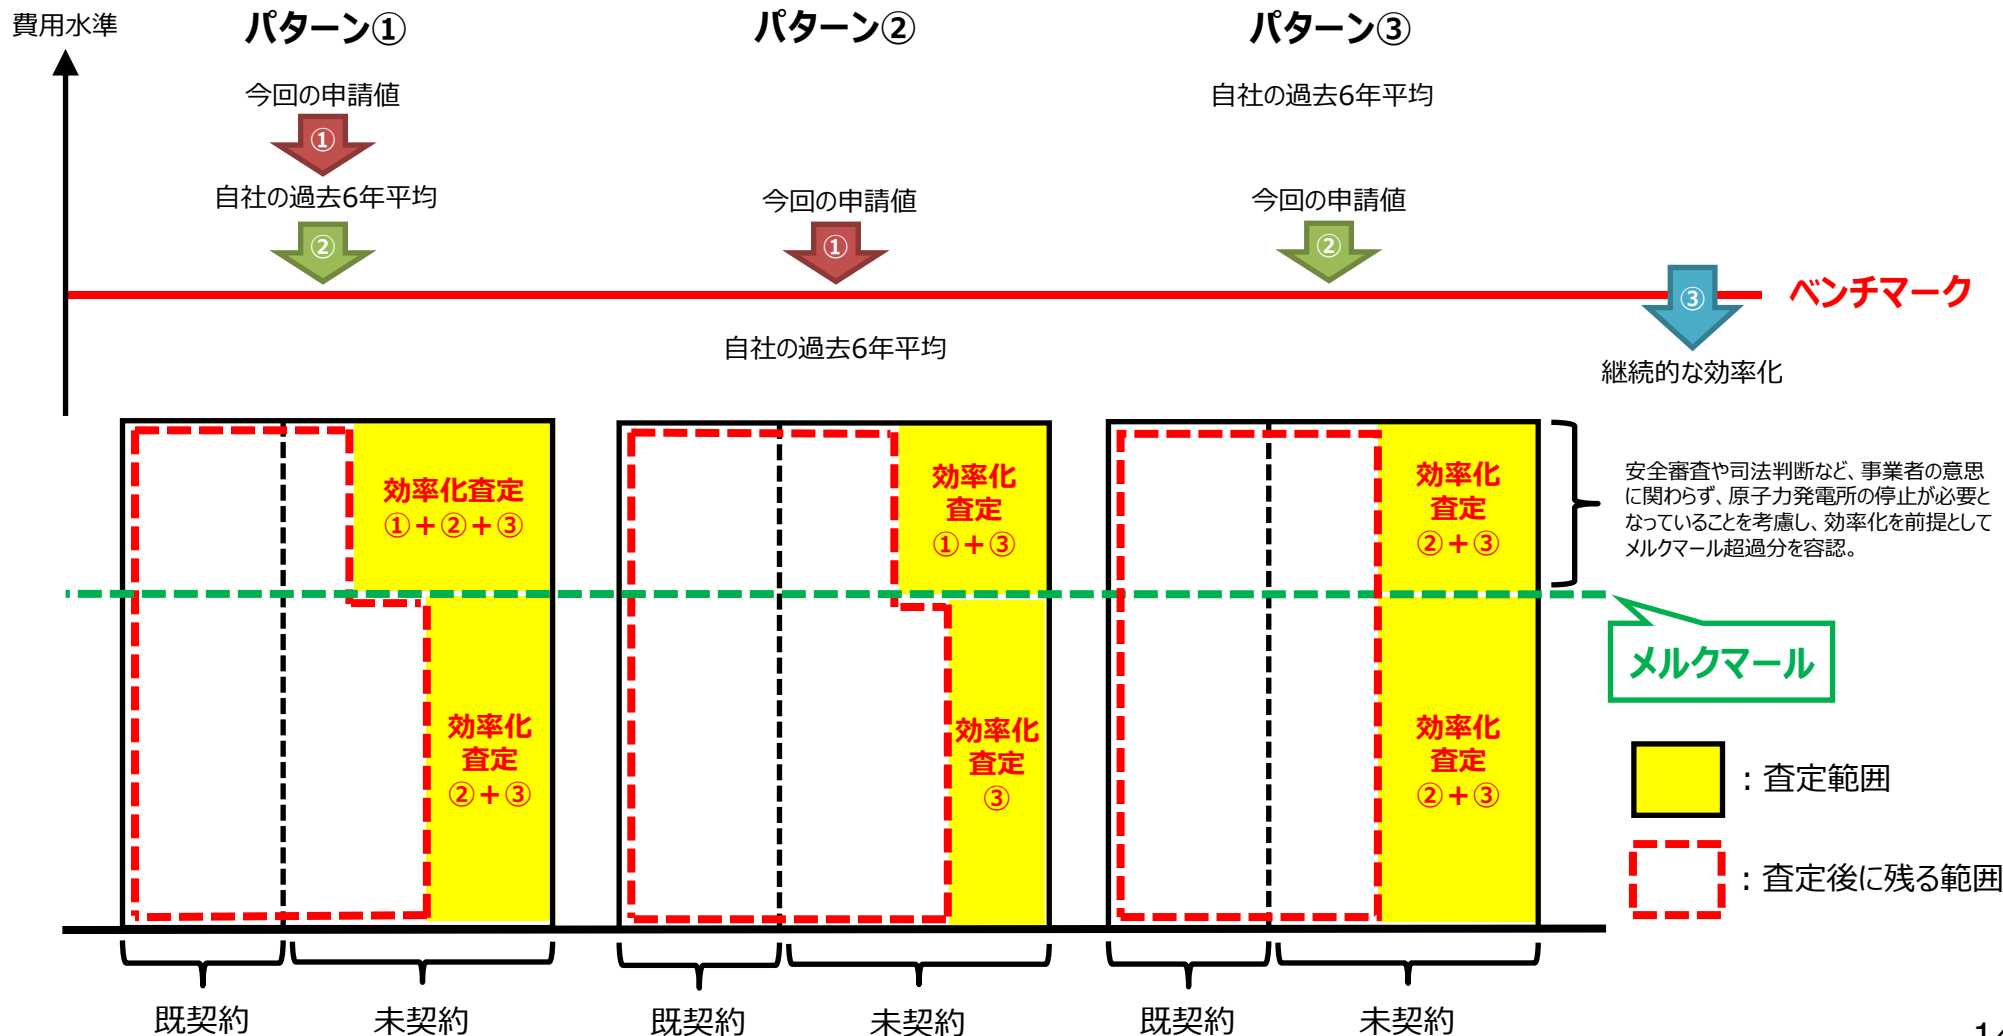 費用水準
パターン①
パターン②
パターン③
今回の申請値
①
自社の過去6年平均
②
今回の申請値
①
自社の過去6年平均
自社の過去6年平均
今回の申請値
②
ベンチマーク
③
継続的な効率化
効率化査定
①+②+③
効率化
査定
②+③
効率化
査定
①+③
効率化
査定
③
効率化
査定
②+③
効率化
査定
②+③
安全審査や司法判断など、事業者の意思
に関わらず、原子力発電所の停止が必要と
なっていることを考慮し、効率化を前提として
メルクマール超過分を容認。
メルクマール
：査定範囲
：査定後に残る範囲
既契約
未契約
既契約
未契約
既契約
未契約